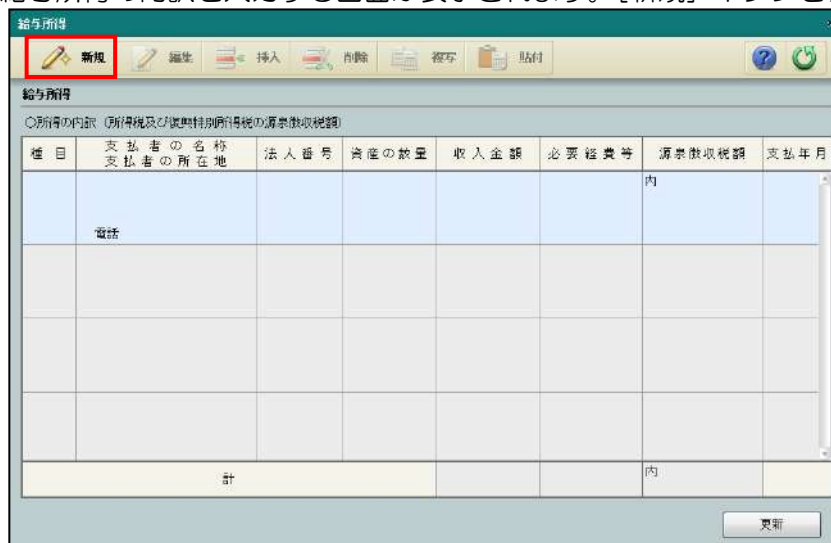 給与所得
新規 編集 挿入 削除 複写 貼付
給与所得
○所得の内訳（所得税及び復興特別所得税の源泉徴収税額）
種目 支払者の名称 法人番号 資産の数量 収入金額 必要経費等 源泉徴収税額 支払年月
支払者の所在地
内
電話
計 内
更新